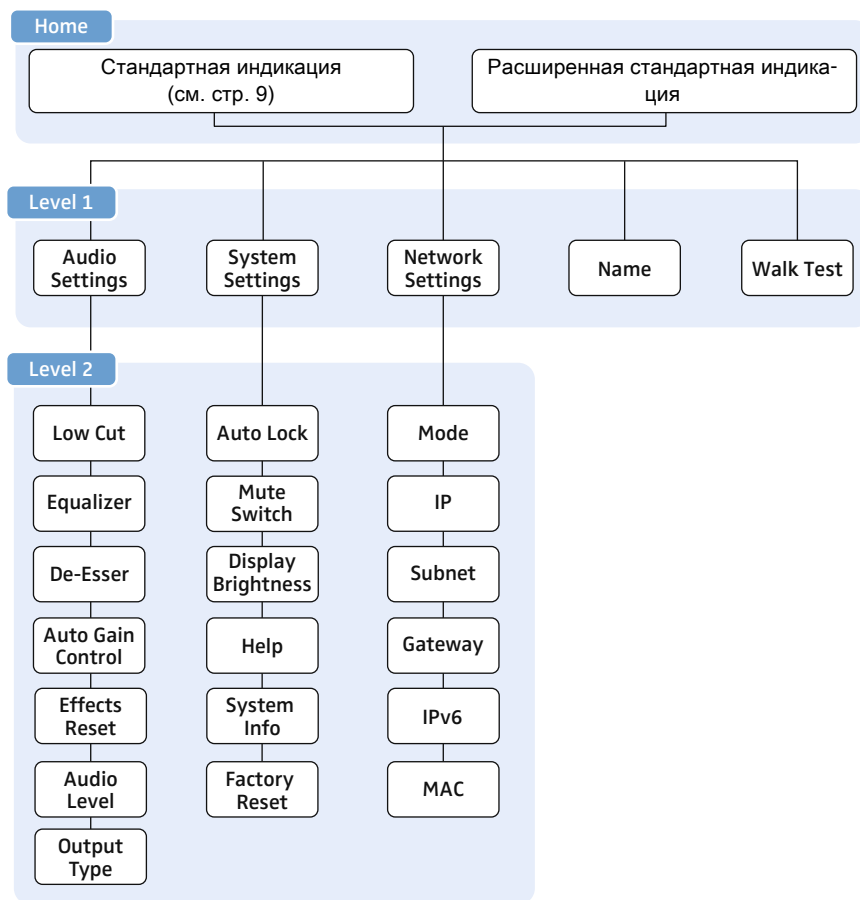 Home
Стандартная индикация
(см. стр. 9)
Расширенная стандартная индика-
ция
Level 1
Audio
Settings
System
Settings
Network
Settings
Name
Walk Test
Level 2
Low Cut
Equalizer
De-Esser
Auto Gain
Control
Effects
Reset
Audio
Level
Output
Type
Auto Lock
Mute
Switch
Display
Brightness
Help
System
Info
Factory
Reset
Mode
IP
Subnet
Gateway
IPv6
MAC